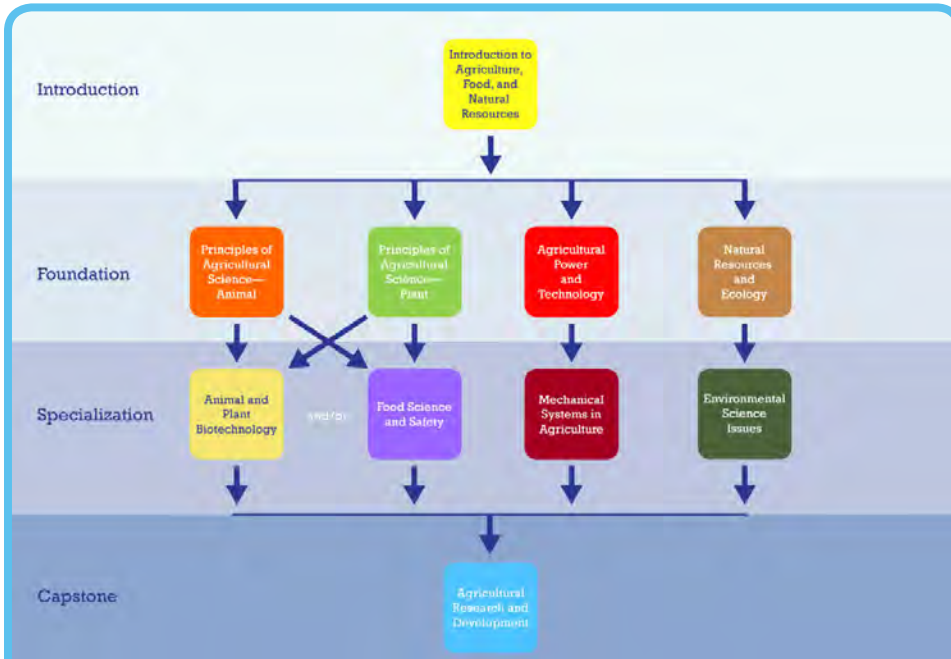 Introduction
Introduction to
Agriculture,
Food, and
Natural
Resources
Foundation
Principles of
Agricultural
Science—
Animal
Principles of
Agricultural
Science—
Plant
Agricultural
Power
and
Technology
Natural
Resources
and
Ecology
Specialization
Animal and
Plant
Biotechnology
and/or
Food Science
and Safety
Mechanical
Systems in
Agriculture
Environmental
Science
Issues
Capstone
Agricultural
Research and
Development